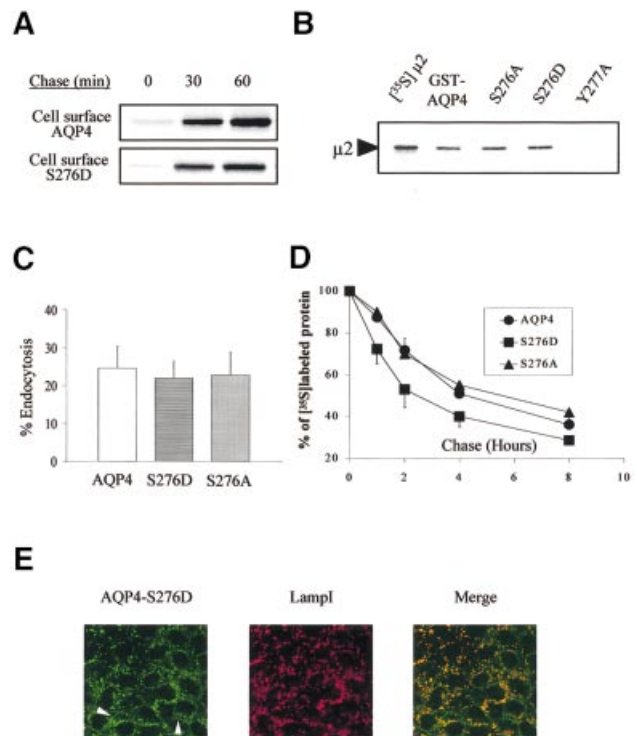 A
Chase (min) 0 30 60
Cell surface
AQP4
Cell surface
S276D
B
[³⁵S] μ2
GST-
AQP4
S276A
S276D
Y277A
μ2
C
% Endocytosis
40
30
20
10
0
AQP4 S276D S276A
D
% of [³⁵S]labeled protein
100
80
60
40
20
AQP4
S276D
S276A
Chase (Hours)
0 2 4 6 8 10
E
AQP4-S276D LampI Merge